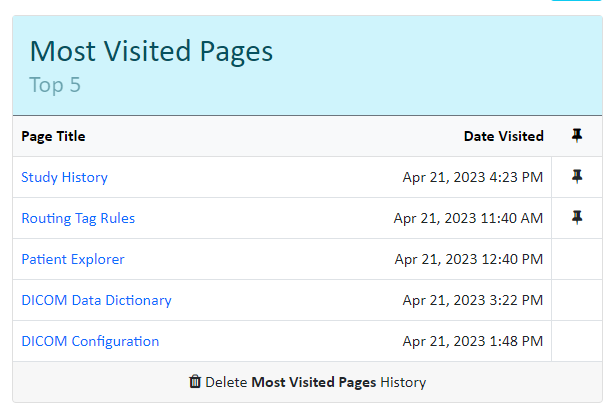 Most Visited Pages
Top 5
Page Title Date Visited
Study History Apr 21, 2023 4:23 PM
Routing Tag Rules Apr 21, 2023 11:40 AM
Patient Explorer Apr 21, 2023 12:40 PM
DICOM Data Dictionary Apr 21, 2023 3:22 PM
DICOM Configuration Apr 21, 2023 1:48 PM
Delete Most Visited Pages History